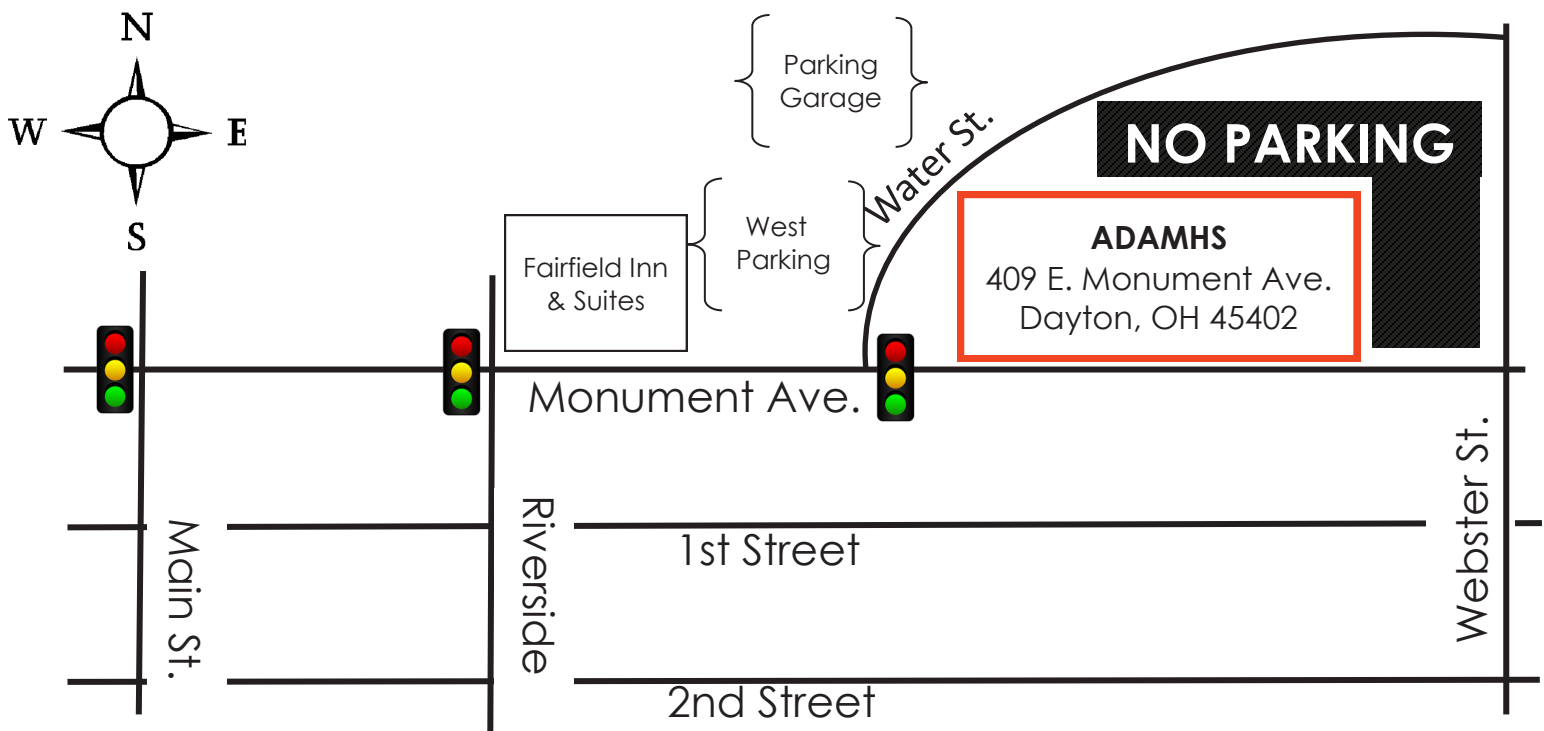 N
W
E
S
Parking
Garage
Water St.
NO PARKING
West
Parking
Fairfield Inn
& Suites
ADAMHS
409 E. Monument Ave.
Dayton, OH 45402
Monument Ave.
Main St.
Riverside
1st Street
Webster St.
2nd Street